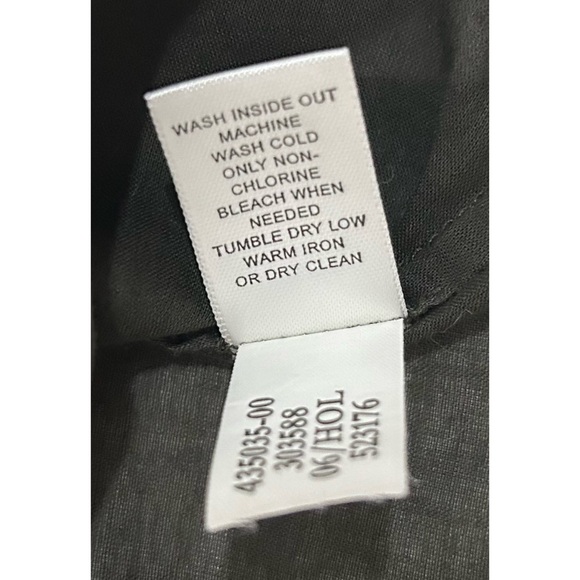 WASH INSIDE OUT
MACHINE
WASH COLD
ONLY NON-
CHLORINE
BLEACH WHEN
NEEDED
TUMBLE DRY LOW
WARM IRON
OR DRY CLEAN
435035-00
303588
06/HOL
523176